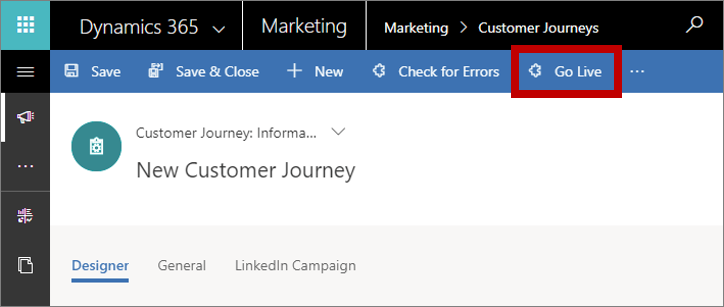 Dynamics 365 Marketing Marketing > Customer Journeys
Save Save & Close New Check for Errors Go Live ...
Customer Journey: Informa...
...
New Customer Journey
Designer General LinkedIn Campaign